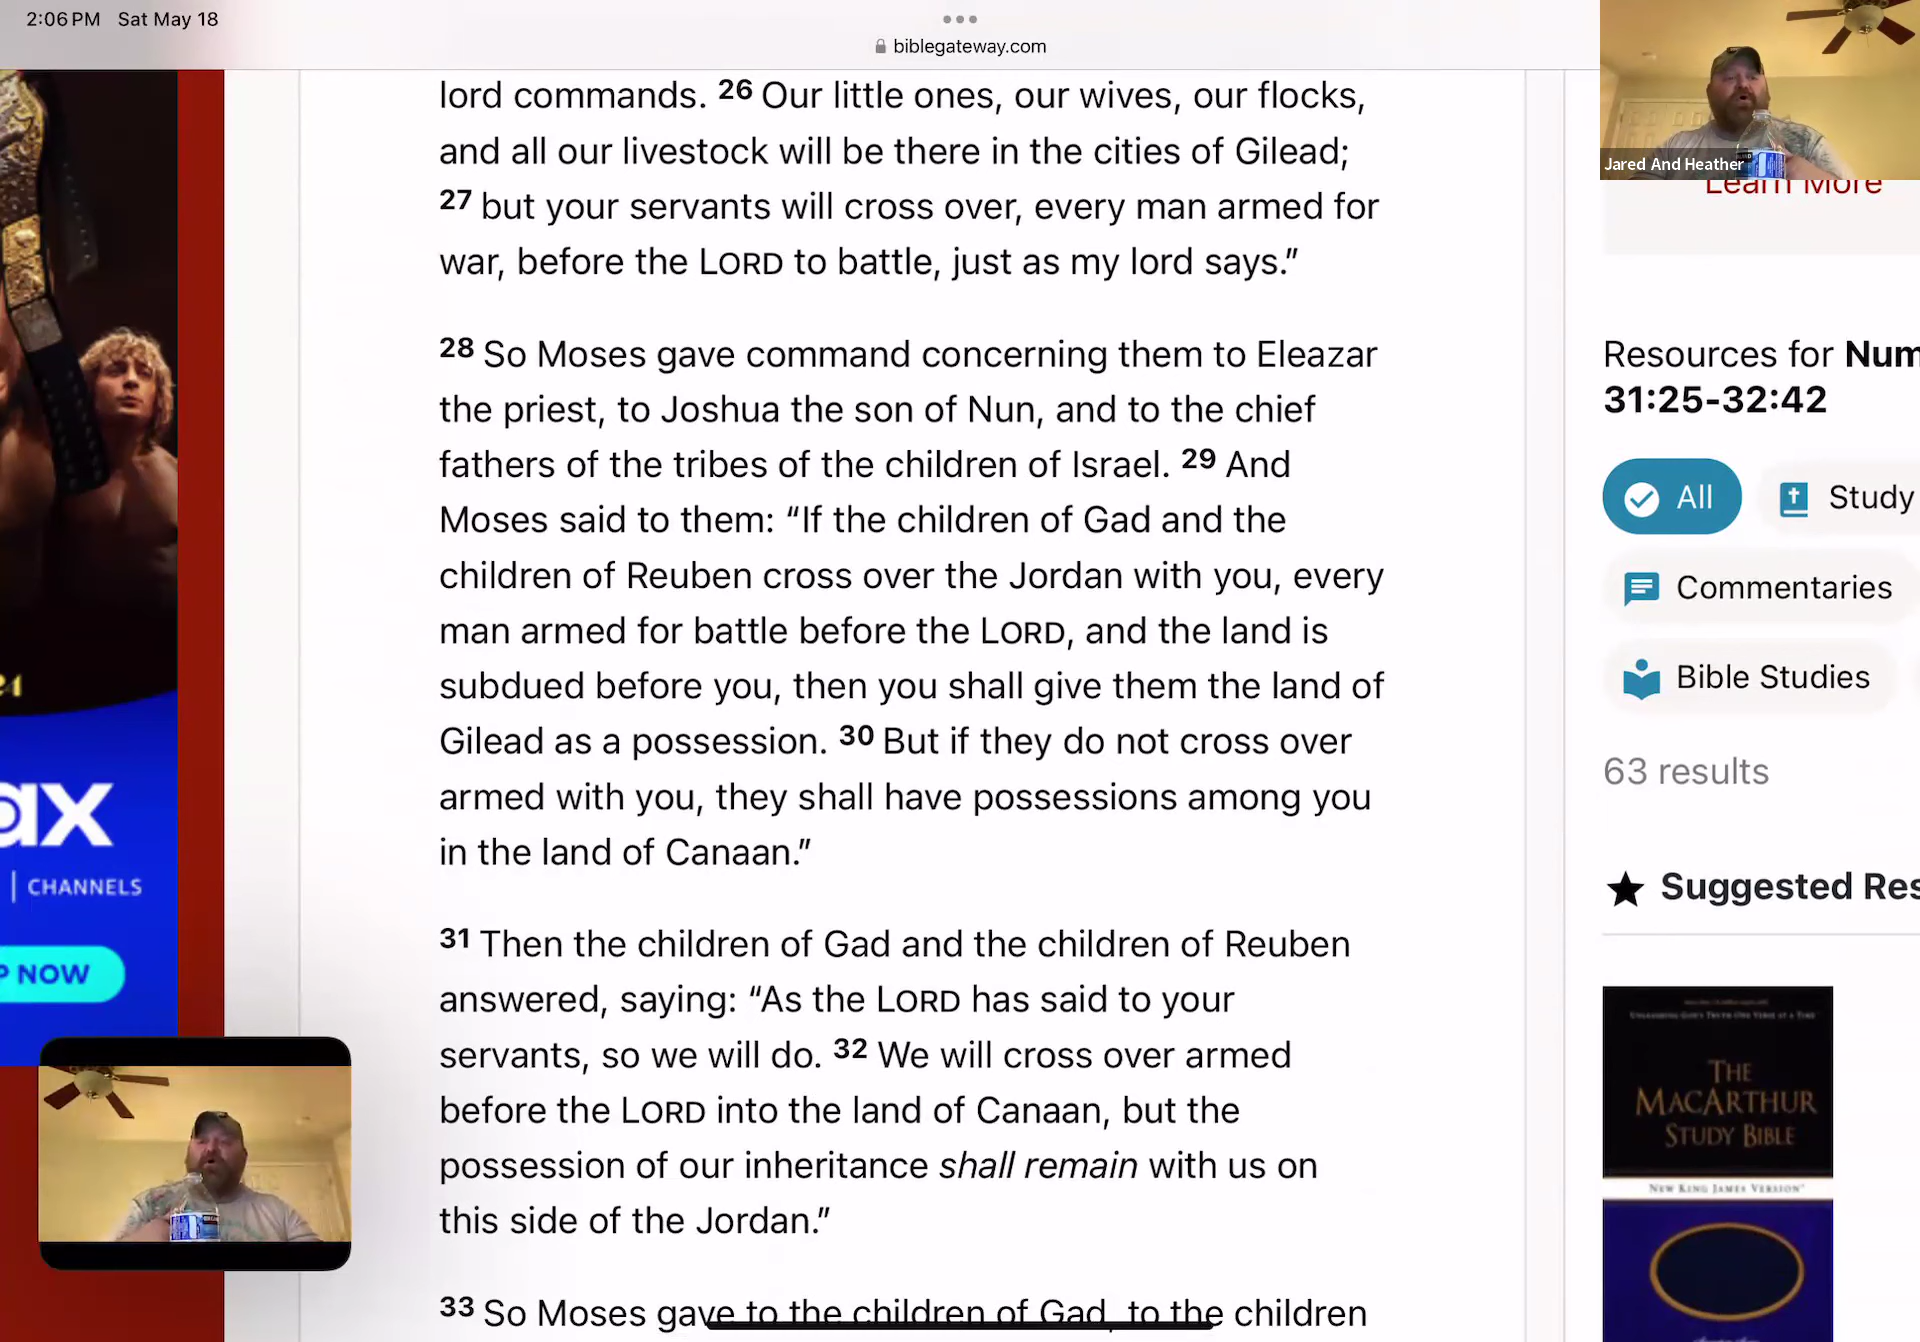 2:06 PM Sat May 18
biblegateway.com
lord commands. 26 Our little ones, our wives, our flocks,
and all our livestock will be there in the cities of Gilead;
27 but your servants will cross over, every man armed for
war, before the LORD to battle, just as my lord says.”
28 So Moses gave command concerning them to Eleazar
the priest, to Joshua the son of Nun, and to the chief
fathers of the tribes of the children of Israel. 29 And
Moses said to them: “If the children of Gad and the
children of Reuben cross over the Jordan with you, every
man armed for battle before the LORD, and the land is
subdued before you, then you shall give them the land of
Gilead as a possession. 30 But if they do not cross over
armed with you, they shall have possessions among you
in the land of Canaan.”
31 Then the children of Gad and the children of Reuben
answered, saying: “As the LORD has said to your
servants, so we will do. 32 We will cross over armed
before the LORD into the land of Canaan, but the
possession of our inheritance shall remain with us on
this side of the Jordan.”
33 So Moses gave to the children of Gad, to the children
24
ax
| CHANNELS
P NOW
Jared And Heather
Learn More
Resources for Num
31:25-32:42
All
Study
Commentaries
Bible Studies
63 results
Suggested Res
UNLEASHING GOD'S TRUTH ONE VERSE AT A TIME
THE
MACARTHUR
STUDY BIBLE
NEW KING JAMES VERSION